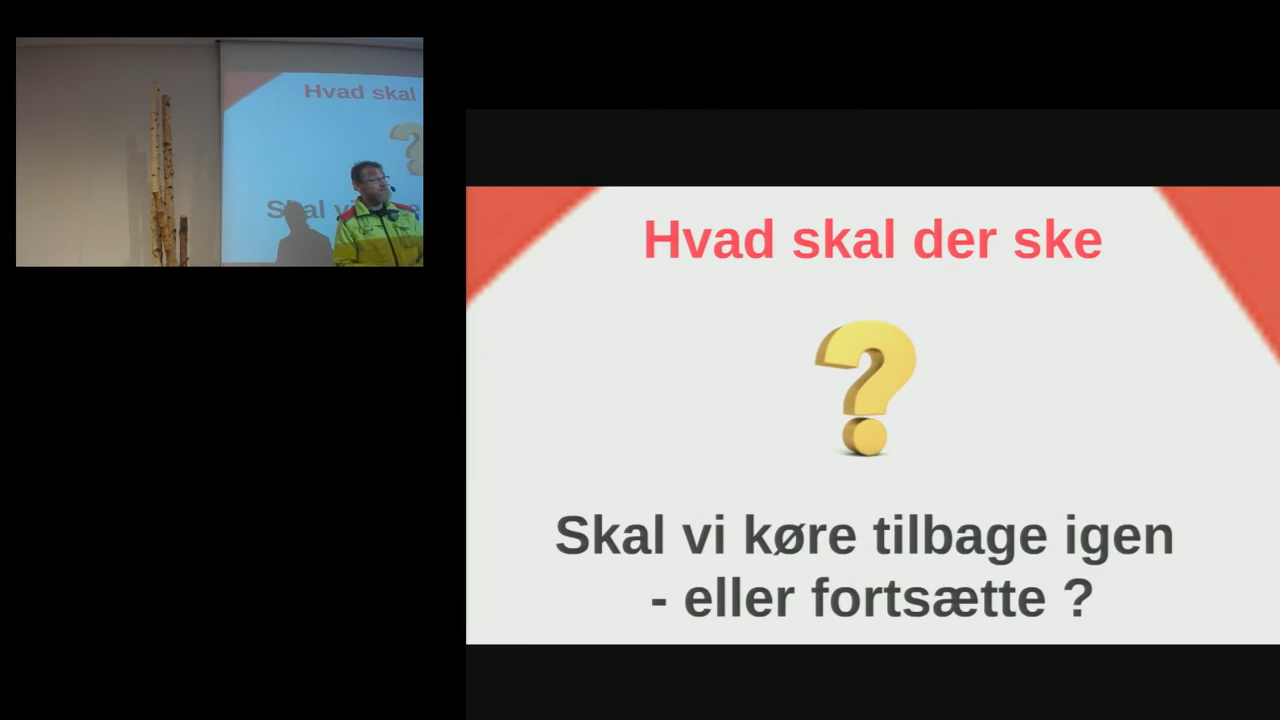 Hvad skal
Hvad skal der ske
?
Skal vi køre tilbage igen
- eller fortsætte ?